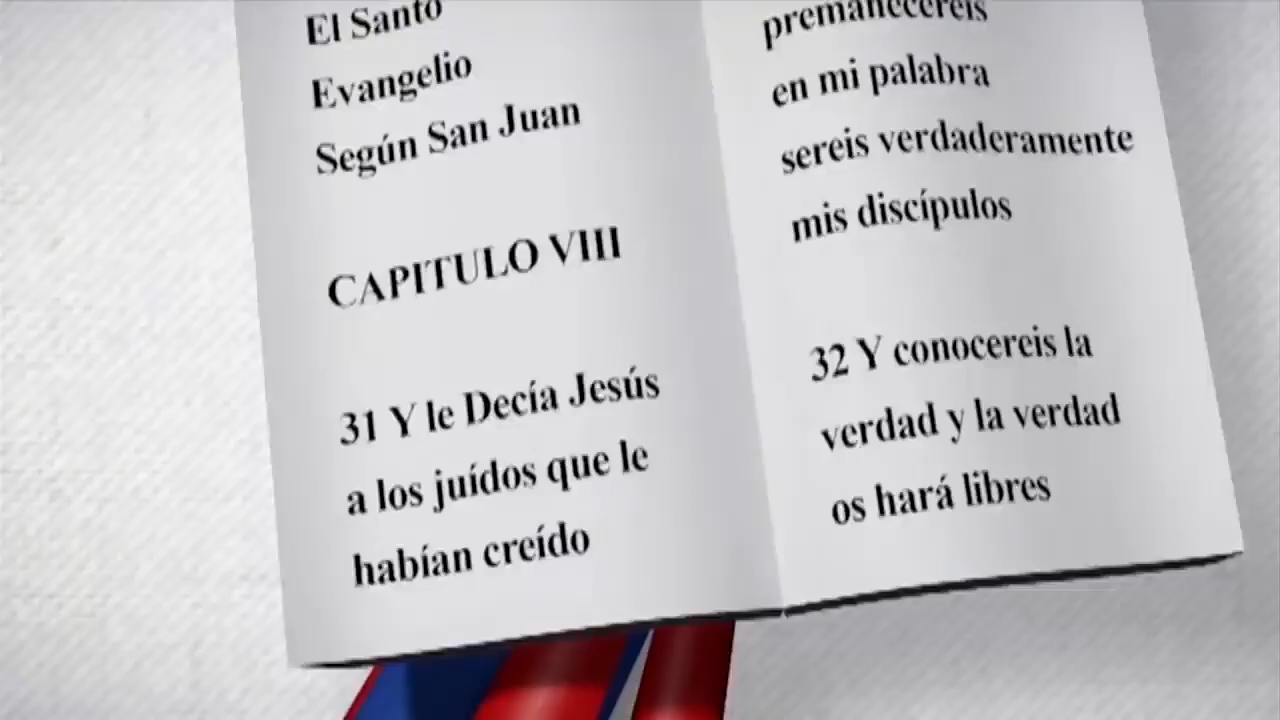 El Santo
Evangelio
Según San Juan
CAPITULO VIII
31 Y le Decía Jesús
a los juídos que le
habían creído
premanecereis
en mi palabra
sereis verdaderamente
mis discípulos
32 Y conocereis la
verdad y la verdad
os hará libres